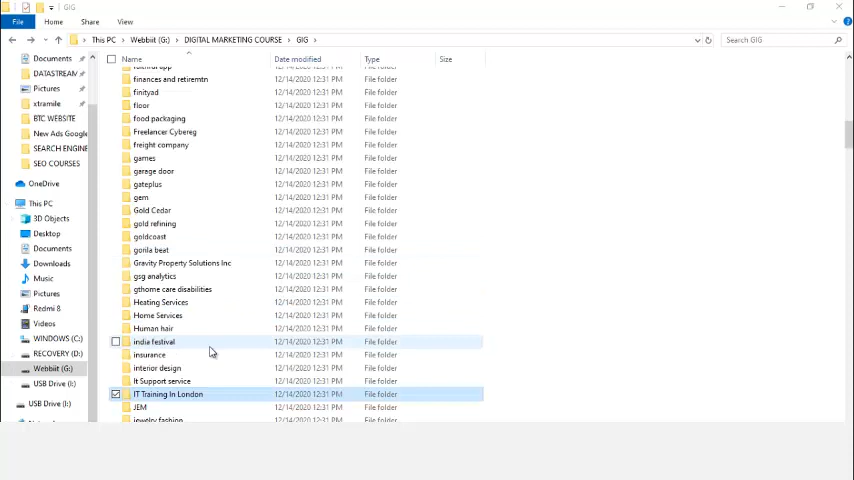 GIG
File Home Share View
This PC Webbiit (G:) DIGITAL MARKETING COURSE GIG Search GIG
Name Date modified Type Size
Documents
DATASTREAM
Pictures
xtramile
BTC WEBSITE
New Ads Google
SEARCH ENGINE
SEO COURSES
OneDrive
This PC
3D Objects
Desktop
Documents
Downloads
Music
Pictures
Redmi 8
Videos
WINDOWS (C:)
RECOVERY (D:)
Webbiit (G:)
USB Drive (I:)
USB Drive (I:)
finances and retiremtn 12/14/2020 12:31 PM File folder
finityad 12/14/2020 12:31 PM File folder
floor 12/14/2020 12:31 PM File folder
food packaging 12/14/2020 12:31 PM File folder
Freelancer Cybereg 12/14/2020 12:31 PM File folder
freight company 12/14/2020 12:31 PM File folder
games 12/14/2020 12:31 PM File folder
garage door 12/14/2020 12:31 PM File folder
gateplus 12/14/2020 12:31 PM File folder
gem 12/14/2020 12:31 PM File folder
Gold Cedar 12/14/2020 12:31 PM File folder
gold refining 12/14/2020 12:31 PM File folder
goldcoast 12/14/2020 12:31 PM File folder
gorila beat 12/14/2020 12:31 PM File folder
Gravity Property Solutions Inc 12/14/2020 12:31 PM File folder
gsg analytics 12/14/2020 12:31 PM File folder
gthome care disabilities 12/14/2020 12:31 PM File folder
Heating Services 12/14/2020 12:31 PM File folder
Home Services 12/14/2020 12:31 PM File folder
Human hair 12/14/2020 12:31 PM File folder
india festival 12/14/2020 12:31 PM File folder
insurance 12/14/2020 12:31 PM File folder
interior design 12/14/2020 12:31 PM File folder
It Support service 12/14/2020 12:31 PM File folder
IT Training In London 12/14/2020 12:31 PM File folder
JEM 12/14/2020 12:31 PM File folder
jewelry fashion 12/14/2020 12:31 PM File folder